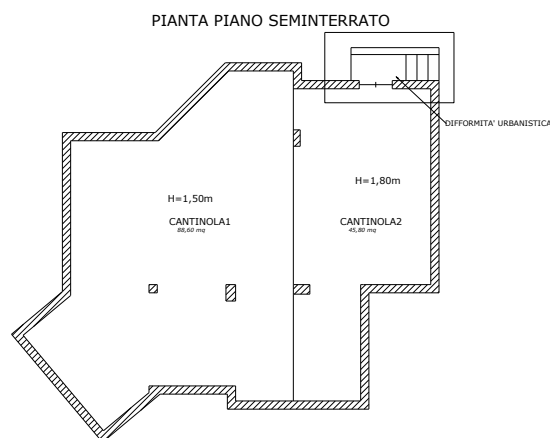 PIANTA PIANO SEMINTERRATO
DIFFORMITA' URBANISTICA
H=1,80m
H=1,50m
CANTINOLA1
88,60 mq
CANTINOLA2
45,80 mq